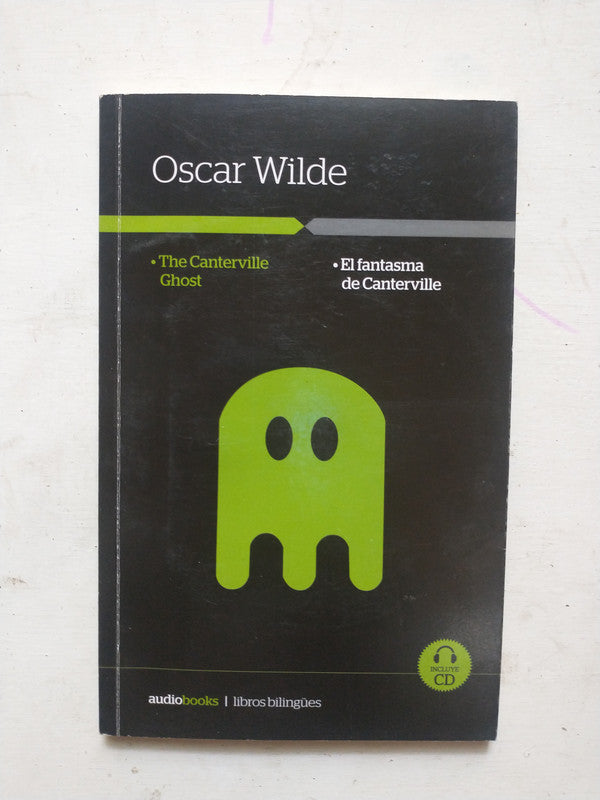 Oscar Wilde
• The Canterville
Ghost
• El fantasma
de Canterville
INCLUYE
CD
audiobooks | libros bilingües